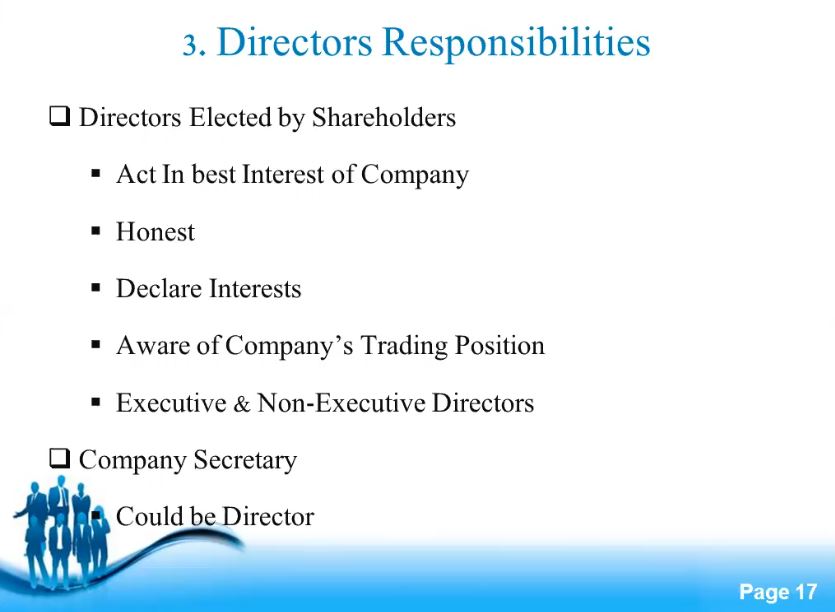 3. Directors Responsibilities
❑ Directors Elected by Shareholders
▪ Act In best Interest of Company
▪ Honest
▪ Declare Interests
▪ Aware of Company’s Trading Position
▪ Executive & Non-Executive Directors
❑ Company Secretary
▪ Could be Director
Page 17